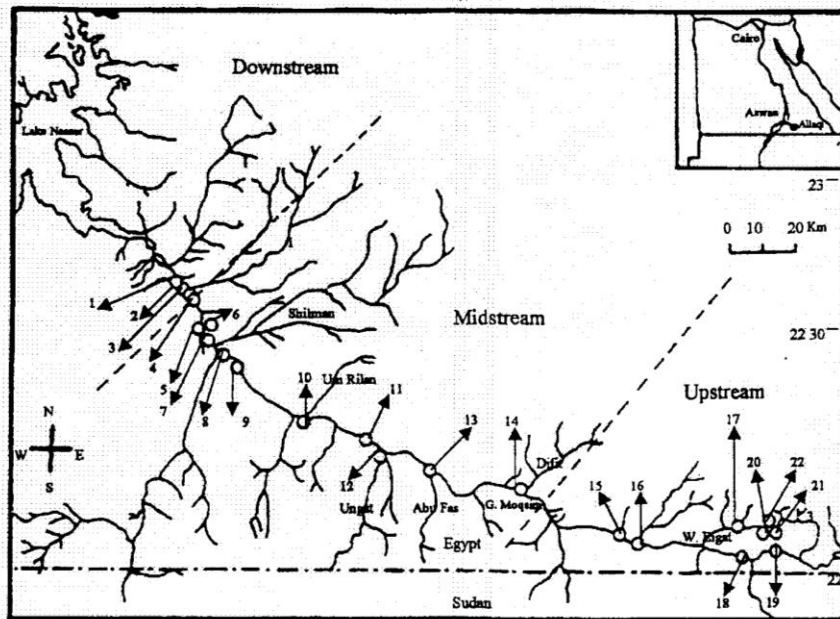 Cairo
Aswan
Allaqi
Downstream
Lake Nasser
23
0 10 20 Km
1
2
3
4
5
6
7
8
9
Shilman
Midstream
22 30
Um Rilan
10
11
12
13
14
Upstream
17
N
W E
S
Ungat
Abu Fas
G. Moqsam
Difit
15
16
20
22
21
W. Eigat
Egypt
18
19
22
Sudan